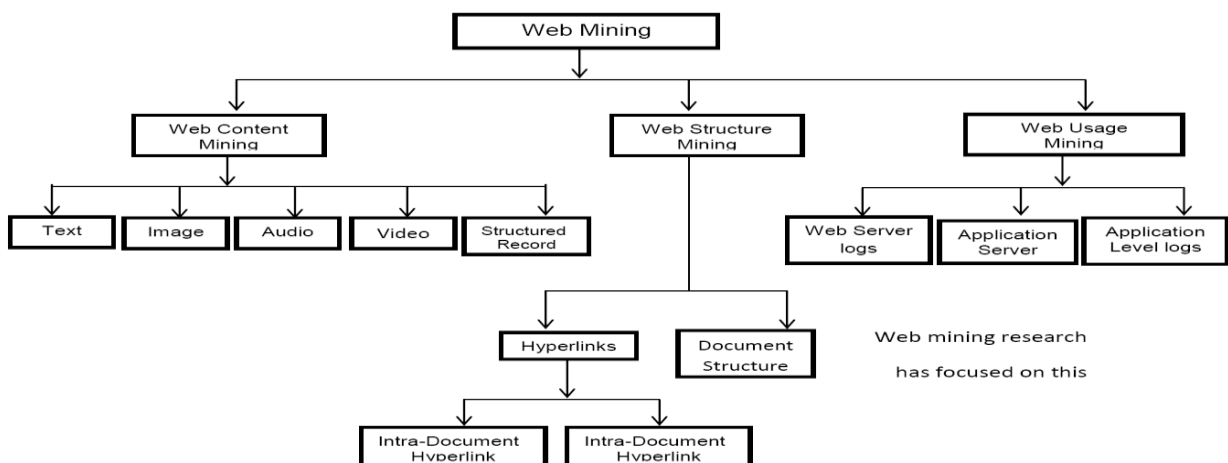 Web Mining
Web Content
Mining
Web Structure
Mining
Web Usage
Mining
Text
Image
Audio
Video
Structured
Record
Web Server
logs
Application
Server
Application
Level logs
Hyperlinks
Document
Structure
Web mining research
has focused on this
Intra-Document
Hyperlink
Intra-Document
Hyperlink